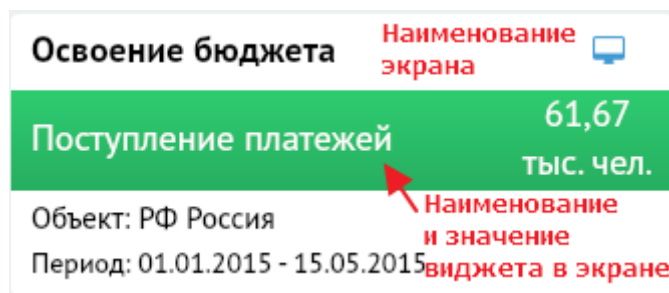 Освоение бюджета
Наименование
экрана
Поступление платежей
61,67
тыс. чел.
Объект: РФ Россия
Период: 01.01.2015 - 15.05.2015
Наименование
и значение
виджета в экране